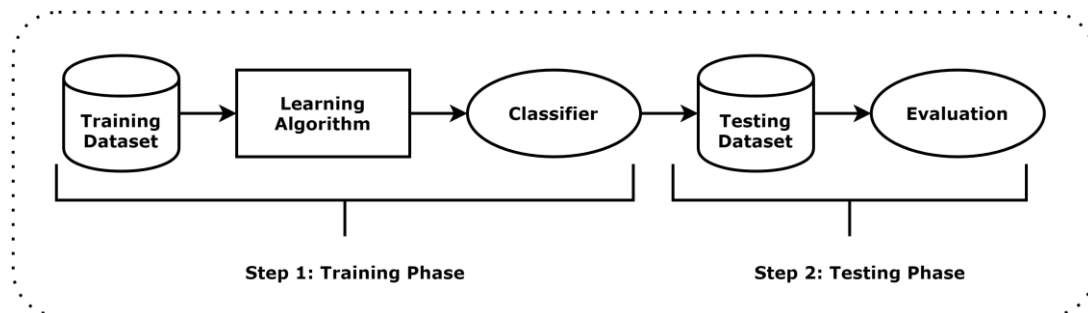 Training
Dataset
Learning
Algorithm
Classifier
Testing
Dataset
Evaluation
Step 1: Training Phase
Step 2: Testing Phase